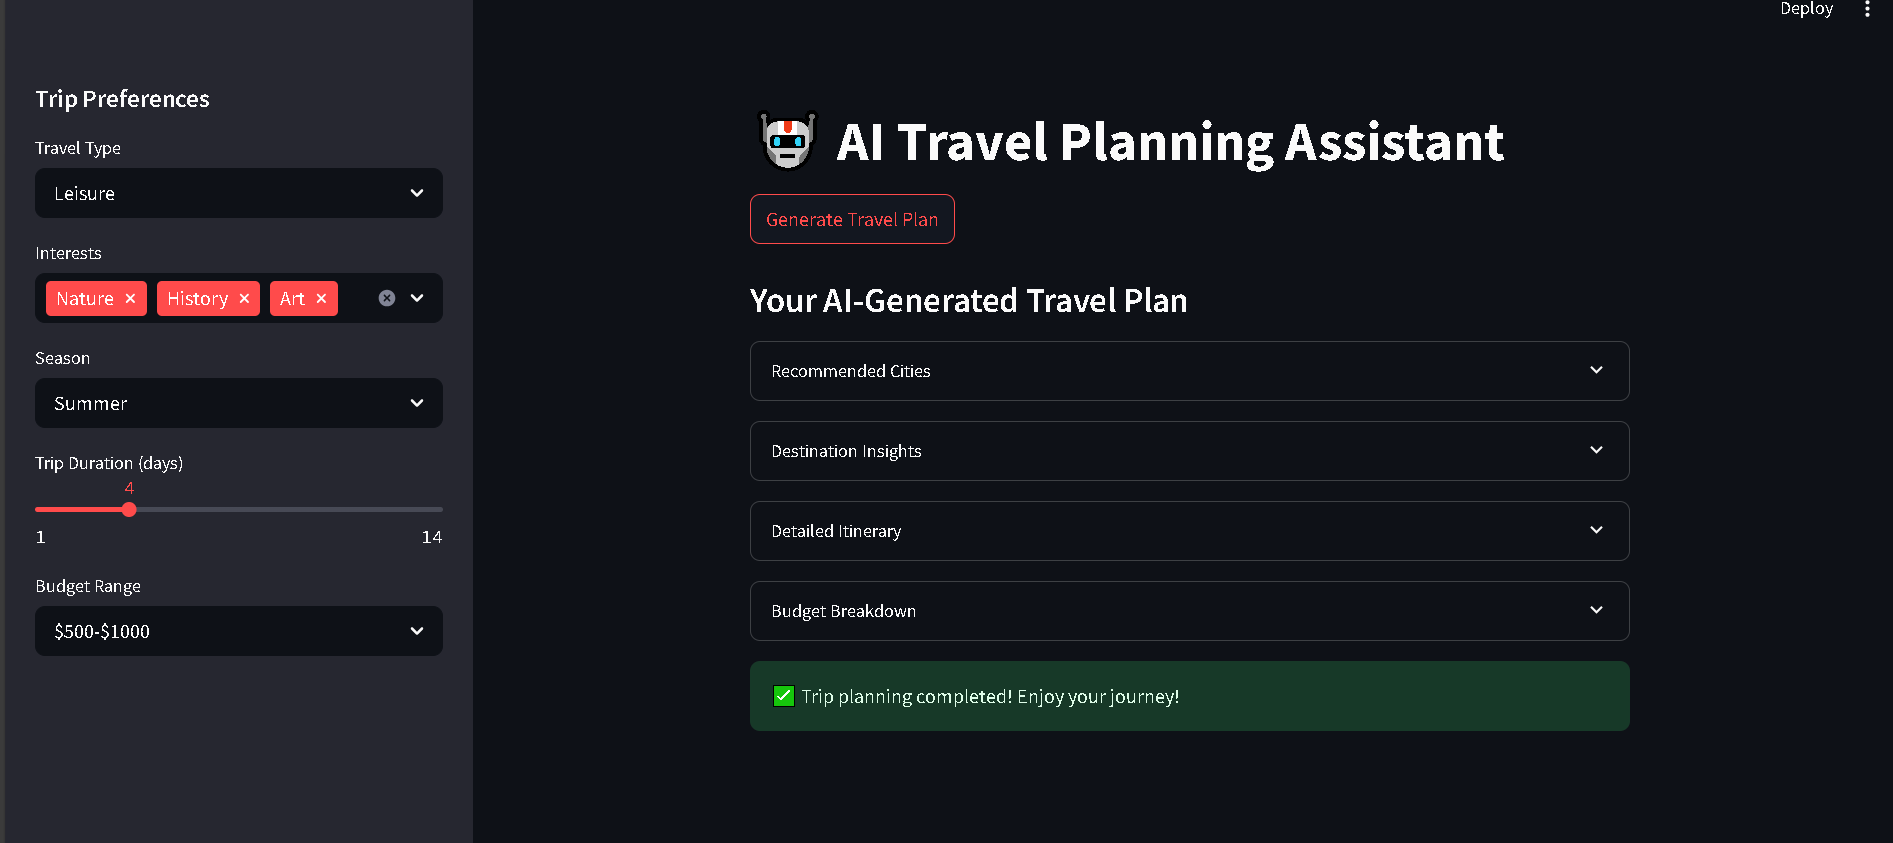 Deploy
Trip Preferences
Travel Type
Leisure
Interests
Nature History Art
Season
Summer
Trip Duration (days)
4
1 14
Budget Range
$500-$1000
AI Travel Planning Assistant
Generate Travel Plan
Your AI-Generated Travel Plan
Recommended Cities
Destination Insights
Detailed Itinerary
Budget Breakdown
Trip planning completed! Enjoy your journey!